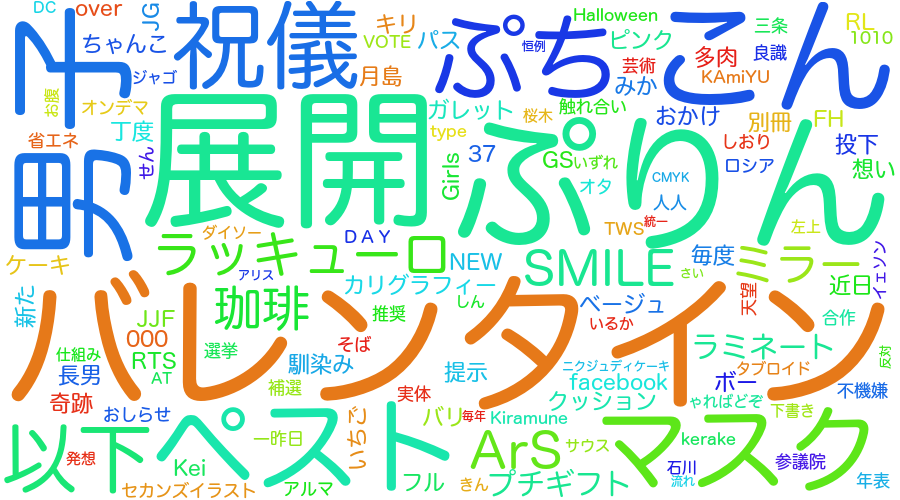 DC
over
JG
男子
祝儀
キリ
VOTE
パス
ぷちこん
恒例
Halloween
ピンク
三条
RL
1010
良識
ちゃんこ
ジャゴ
月島
芸術
多肉
KAmiYU
みか
お腹
オンデマ
展開
ガレット
type
桜木
触れ合い
おかけ
別冊
FH
省エネ
丁度
せん
ぷりん
37
Girls
GS
いずれ
オタ
CMYK
しおり
ロシア
投下
想い
人人
TWS
統一
左上
ダイソー
DAY
ケーキ
ラッキューロ
アリス
NEW
SMILE
毎度
さい
ミラー
イェソン
近日
天望
新た
珈琲
カリグラフィー
しん
推奨
ベージュ
いるか
合作
バレンタイン
JJF
000
RTS
AT
仕組み
選挙
馴染み
そば
提示
ラミネート
反対
長男
補選
実体
ニクジュディケーキ
facebook
クッション
ボー
タブロイド
ゃればどぞ
不機嫌
下書き
奇跡
おしらせ
いちご
バリ
毎年
Kiramune
以下
ペスト
一昨日
ArS
サウス
マスク
kerake
発想
Kei
フル
きん
プチギフト
石川
流れ
参議院
年表
セカンズイラスト
アルマ